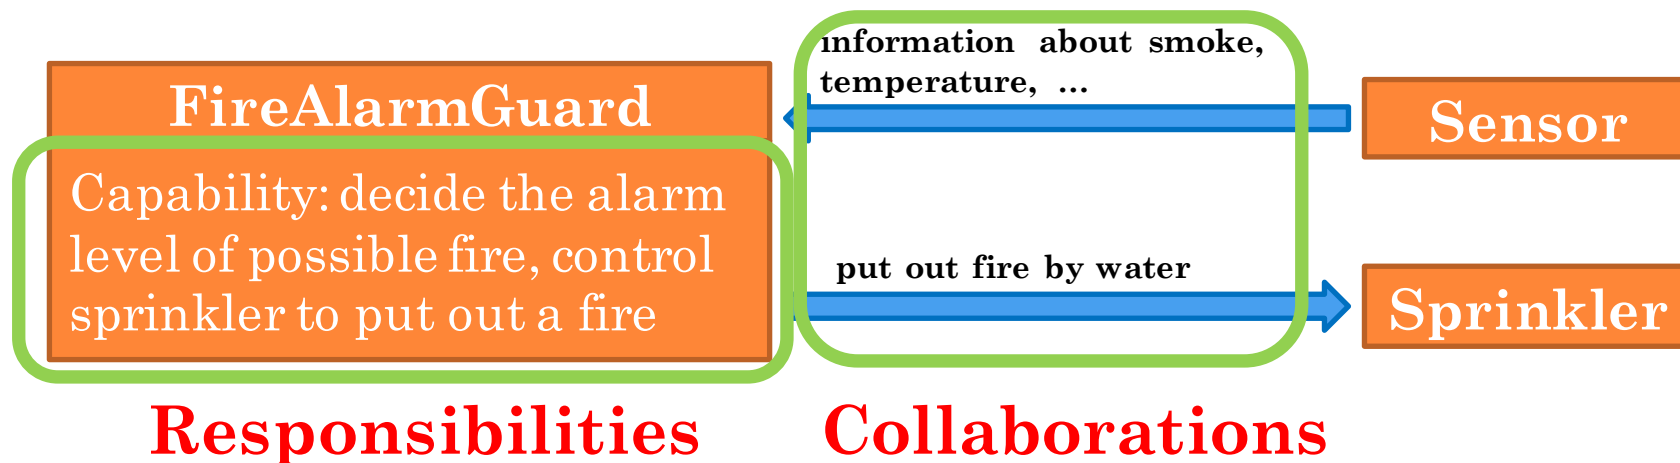 FireAlarmGuard
Capability: decide the alarm
level of possible fire, control
sprinkler to put out a fire
information about smoke,
temperature, ...
Sensor
put out fire by water
Sprinkler
Responsibilities
Collaborations